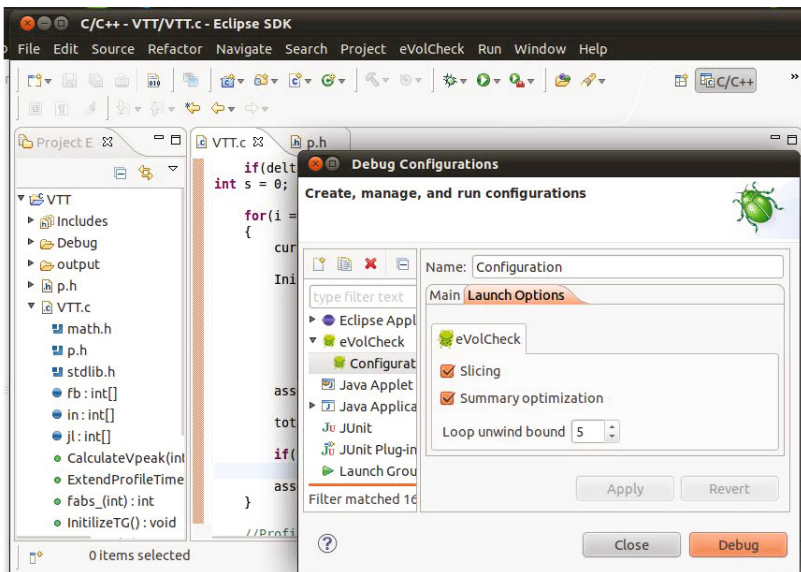 C/C++ - VTT/VTT.c - Eclipse SDK
File Edit Source Refactor Navigate Search Project eVolCheck Run Window Help
010
C/C++
»
Project E
VTT.c
p.h
VTT
Includes
Debug
output
p.h
VTT.c
math.h
p.h
stdlib.h
fb : int[]
in : int[]
jl : int[]
CalculateVpeak(int
ExtendProfileTime
fabs_(int) : int
InitilizeTG() : void
0 items selected
if(delt
int s = 0;
for(i =
{
cur
Ini
ass
tot
if(
ass
}
//Profi
Debug Configurations
Create, manage, and run configurations
type filter text
Eclipse Appl
eVolCheck
Configurat
Java Applet
Java Applica
JUnit
JUnit Plug-in
Launch Grou
Filter matched 16
Name: Configuration
Main Launch Options
eVolCheck
Slicing
Summary optimization
Loop unwind bound 5
Apply Revert
? Close Debug